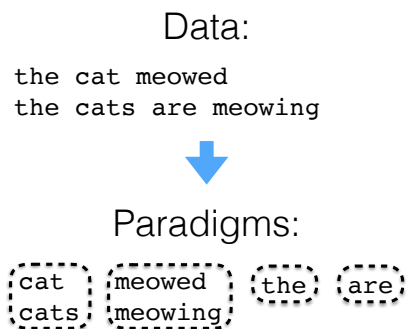 Data:
the cat meowed
the cats are meowing
Paradigms:
cat meowed the are
cats meowing